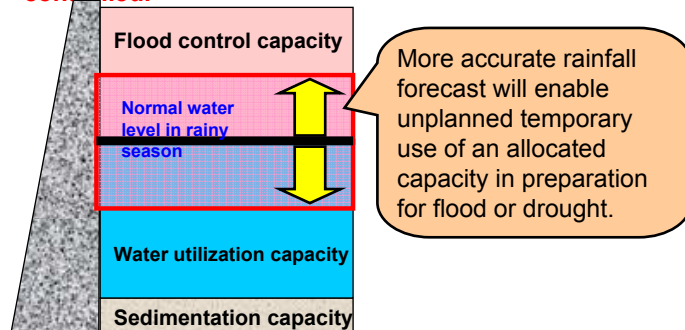 Flood control capacity
Normal water
level in rainy
season
More accurate rainfall
forecast will enable
unplanned temporary
use of an allocated
capacity in preparation
for flood or drought.
Water utilization capacity
Sedimentation capacity